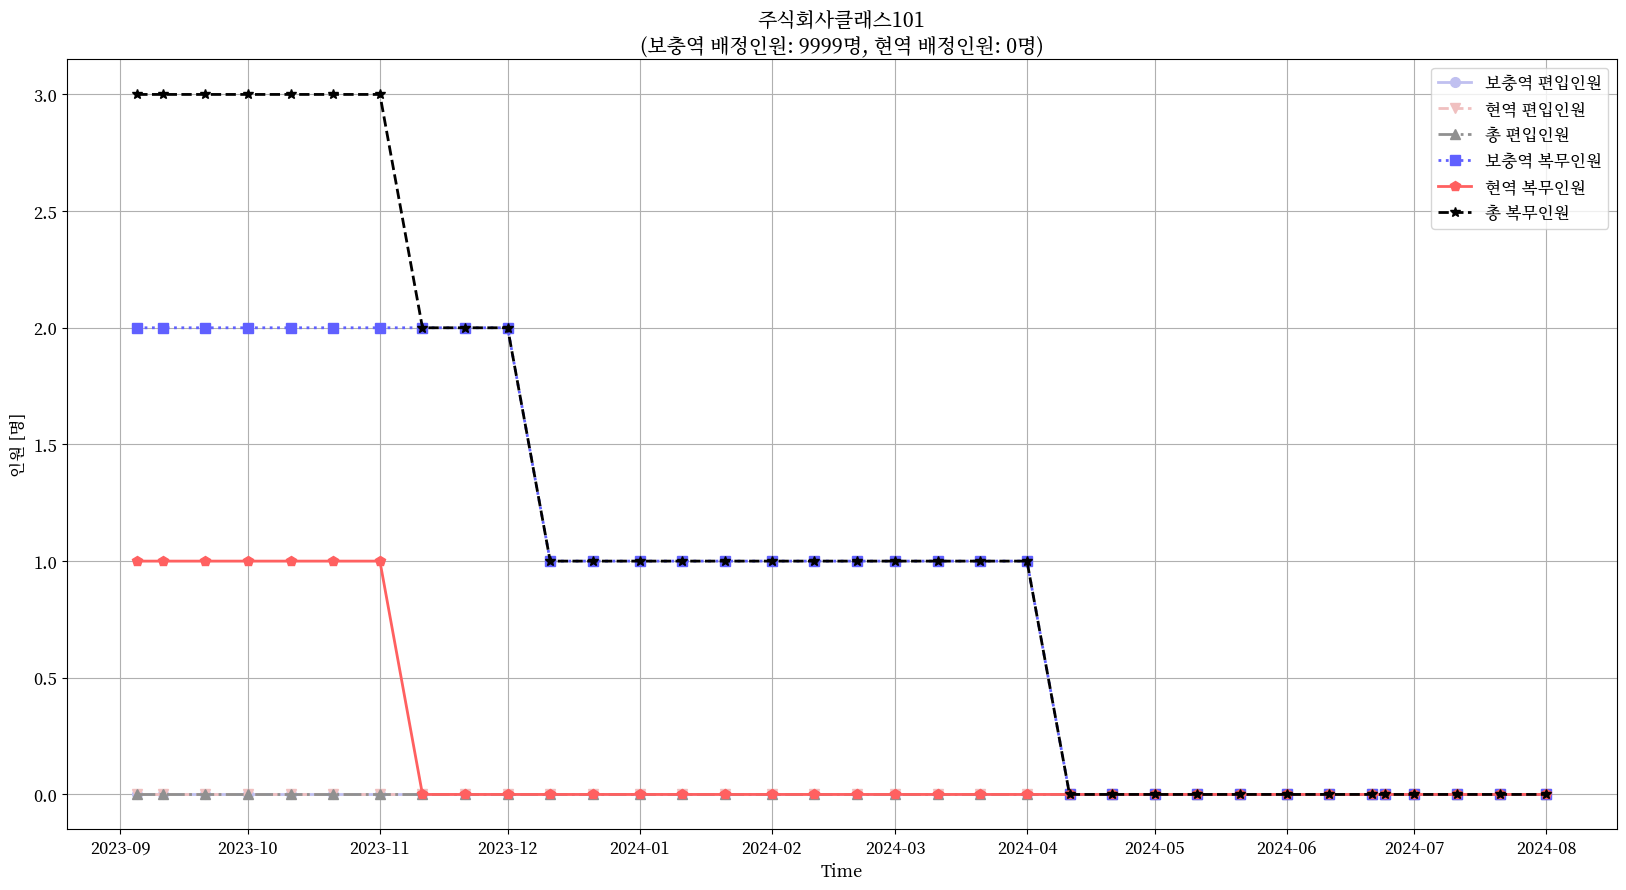 주식회사클래스101
(보충역 배정인원: 9999명, 현역 배정인원: 0명)
보충역 편입인원
현역 편입인원
총 편입인원
보충역 복무인원
현역 복무인원
총 복무인원
인원 [명]
3.0
2.5
2.0
1.5
1.0
0.5
0.0
2023-09
2023-10
2023-11
2023-12
2024-01
2024-02
2024-03
2024-04
2024-05
2024-06
2024-07
2024-08
Time